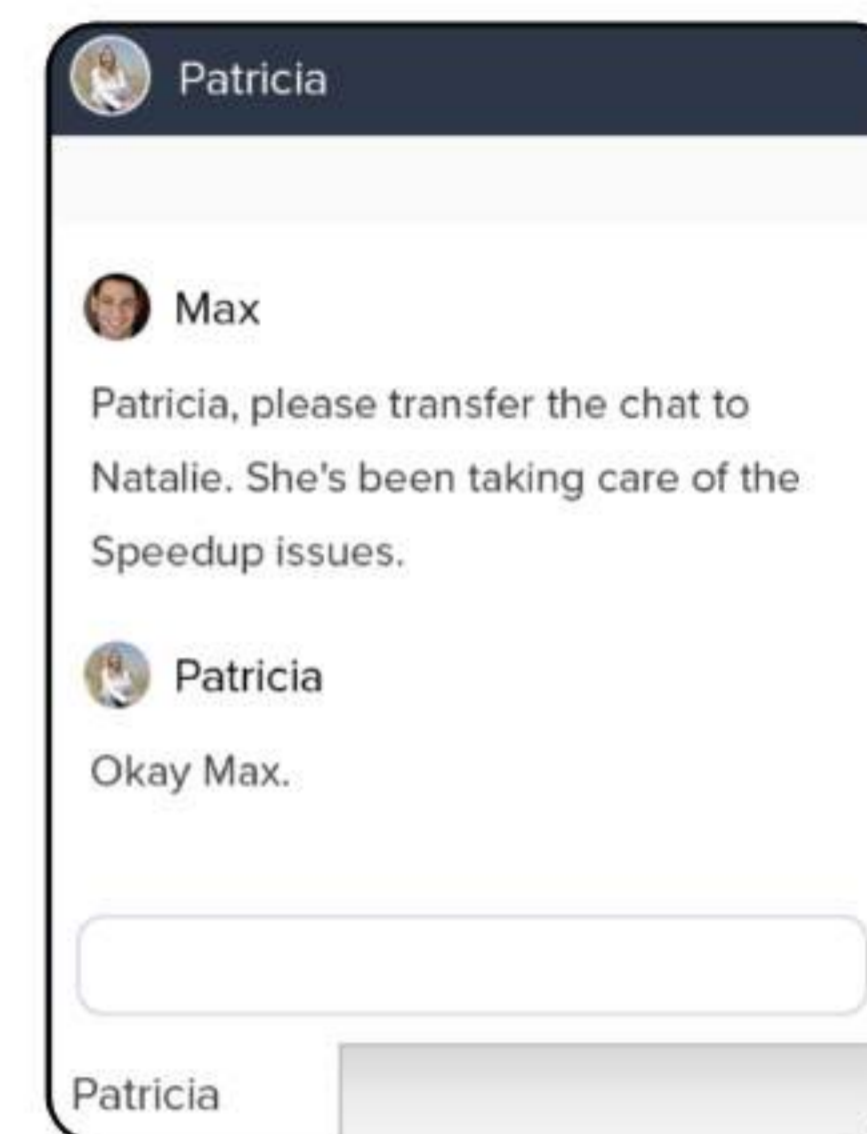 Patricia
Max
Patricia, please transfer the chat to
Natalie. She's been taking care of the
Speedup issues.
Patricia
Okay Max.
Patricia